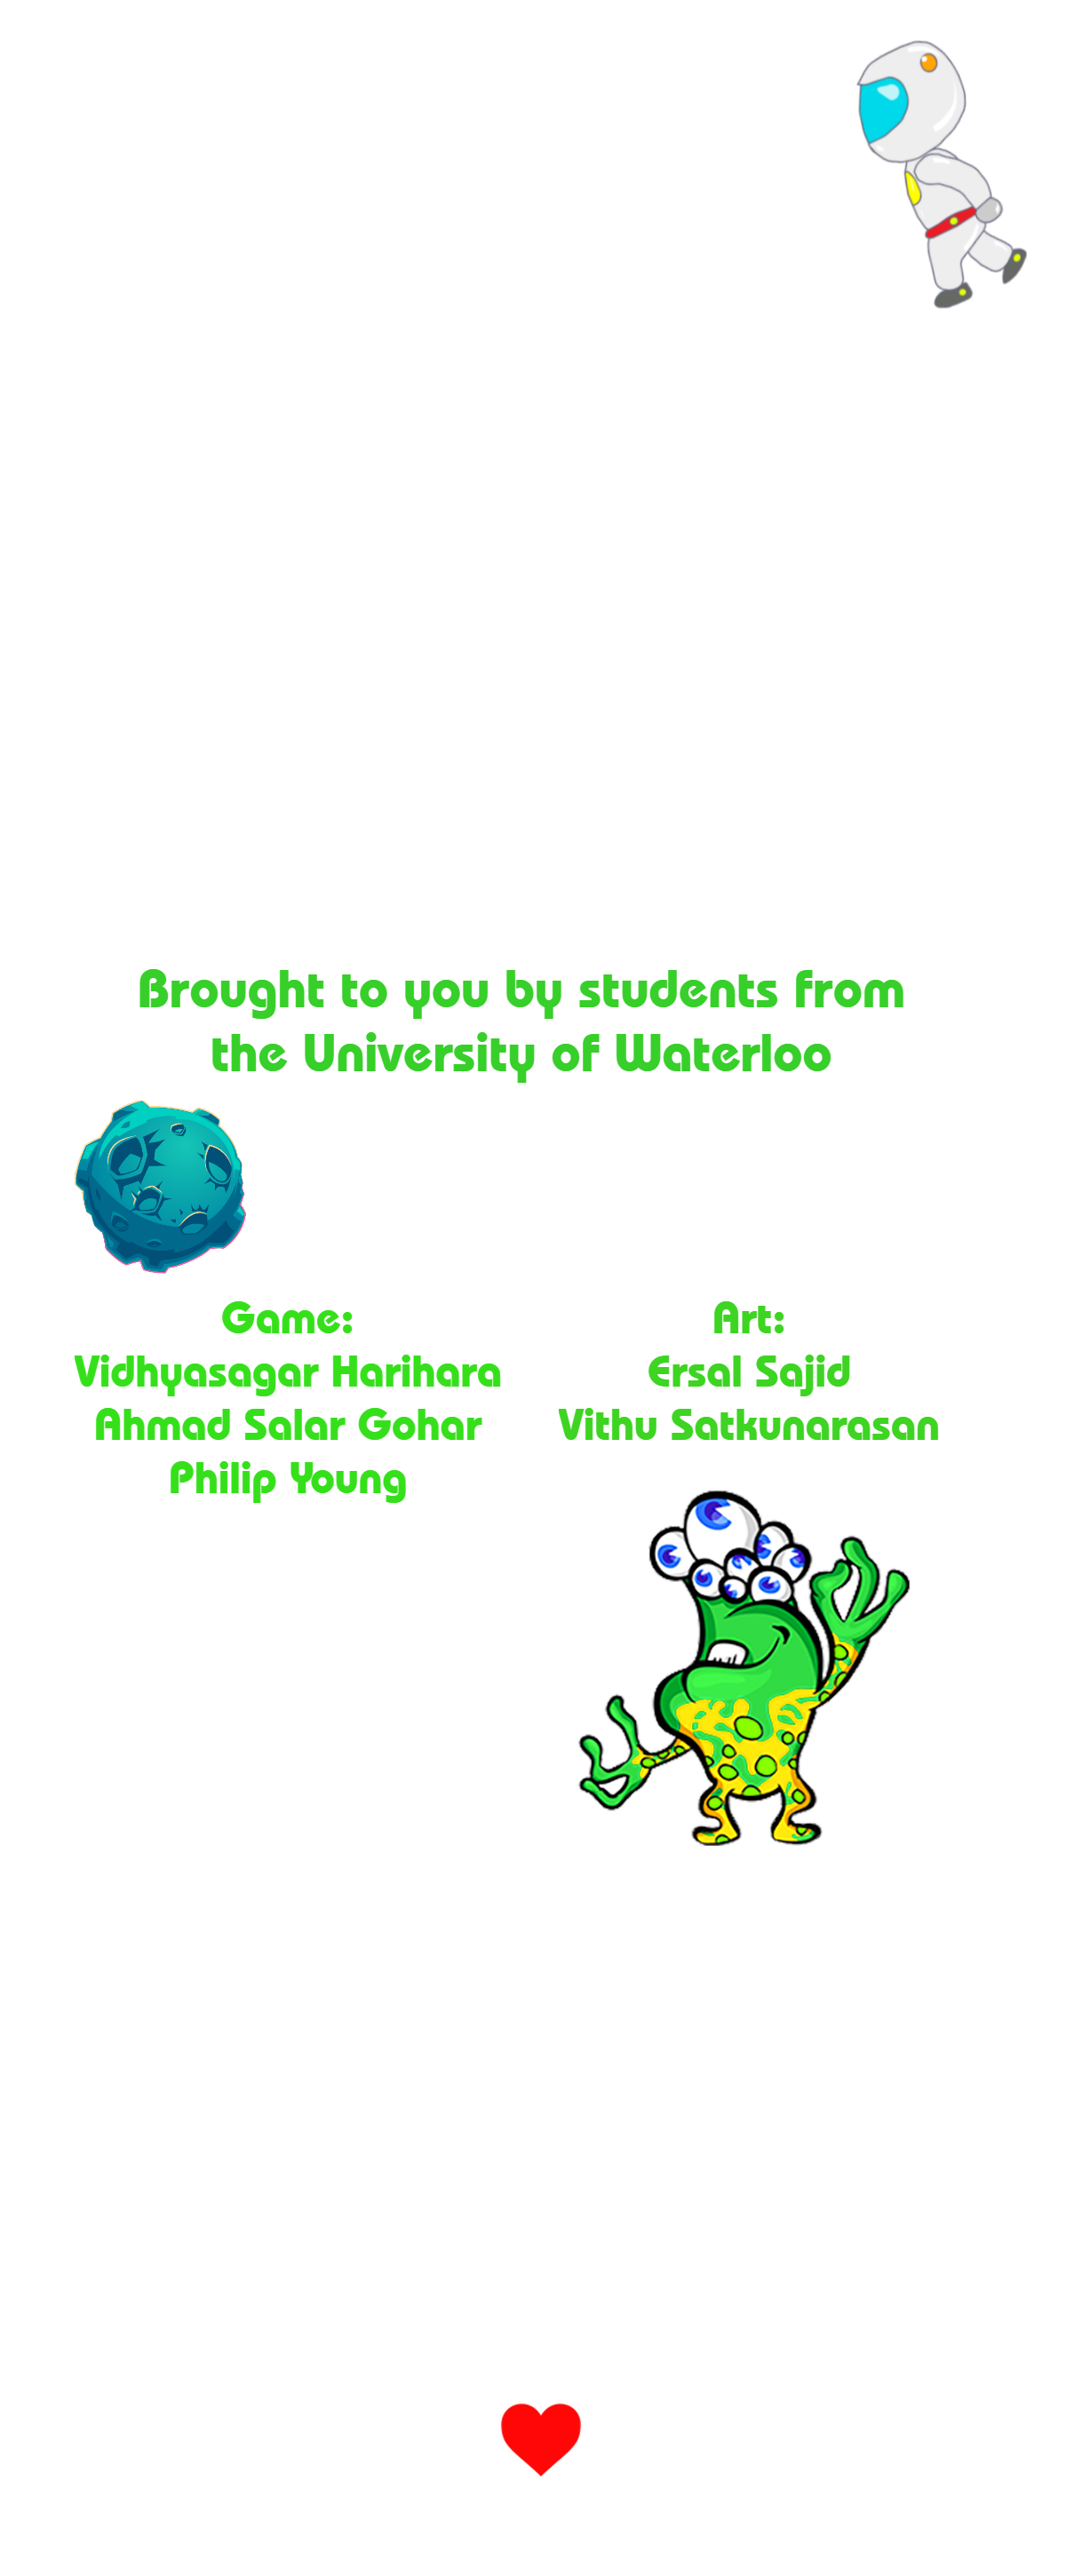 Brought to you by students from
the University of Waterloo
Game:
Vidhyasagar Harihara
Ahmad Salar Gohar
Philip Young
Art:
Ersal Sajid
Vithu Satkunarasan